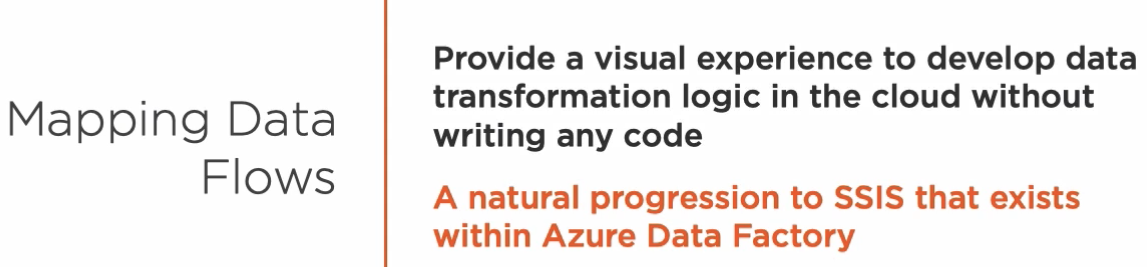 Mapping Data
Flows
Provide a visual experience to develop data
transformation logic in the cloud without
writing any code
A natural progression to SSIS that exists
within Azure Data Factory